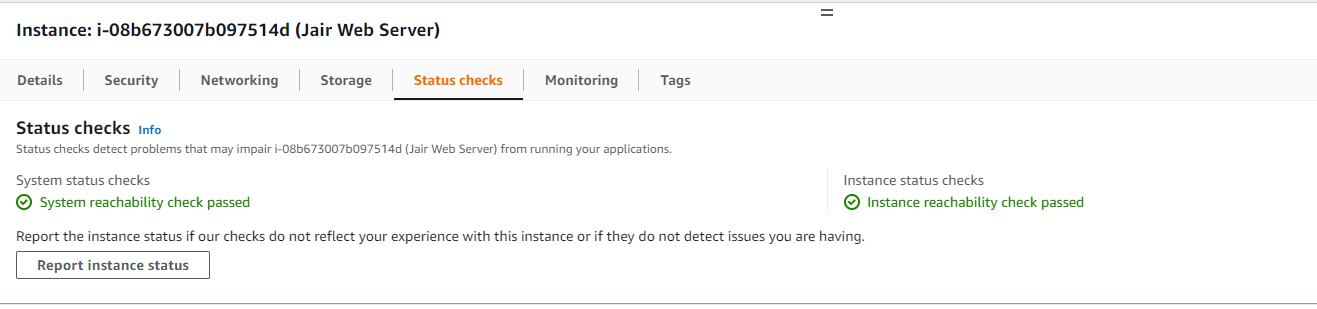 Instance: i-08b673007b097514d (Jair Web Server)
Details Security Networking Storage Status checks Monitoring Tags
Status checks Info
Status checks detect problems that may impair i-08b673007b097514d (Jair Web Server) from running your applications.
System status checks
System reachability check passed
Instance status checks
Instance reachability check passed
Report the instance status if our checks do not reflect your experience with this instance or if they do not detect issues you are having.
Report instance status